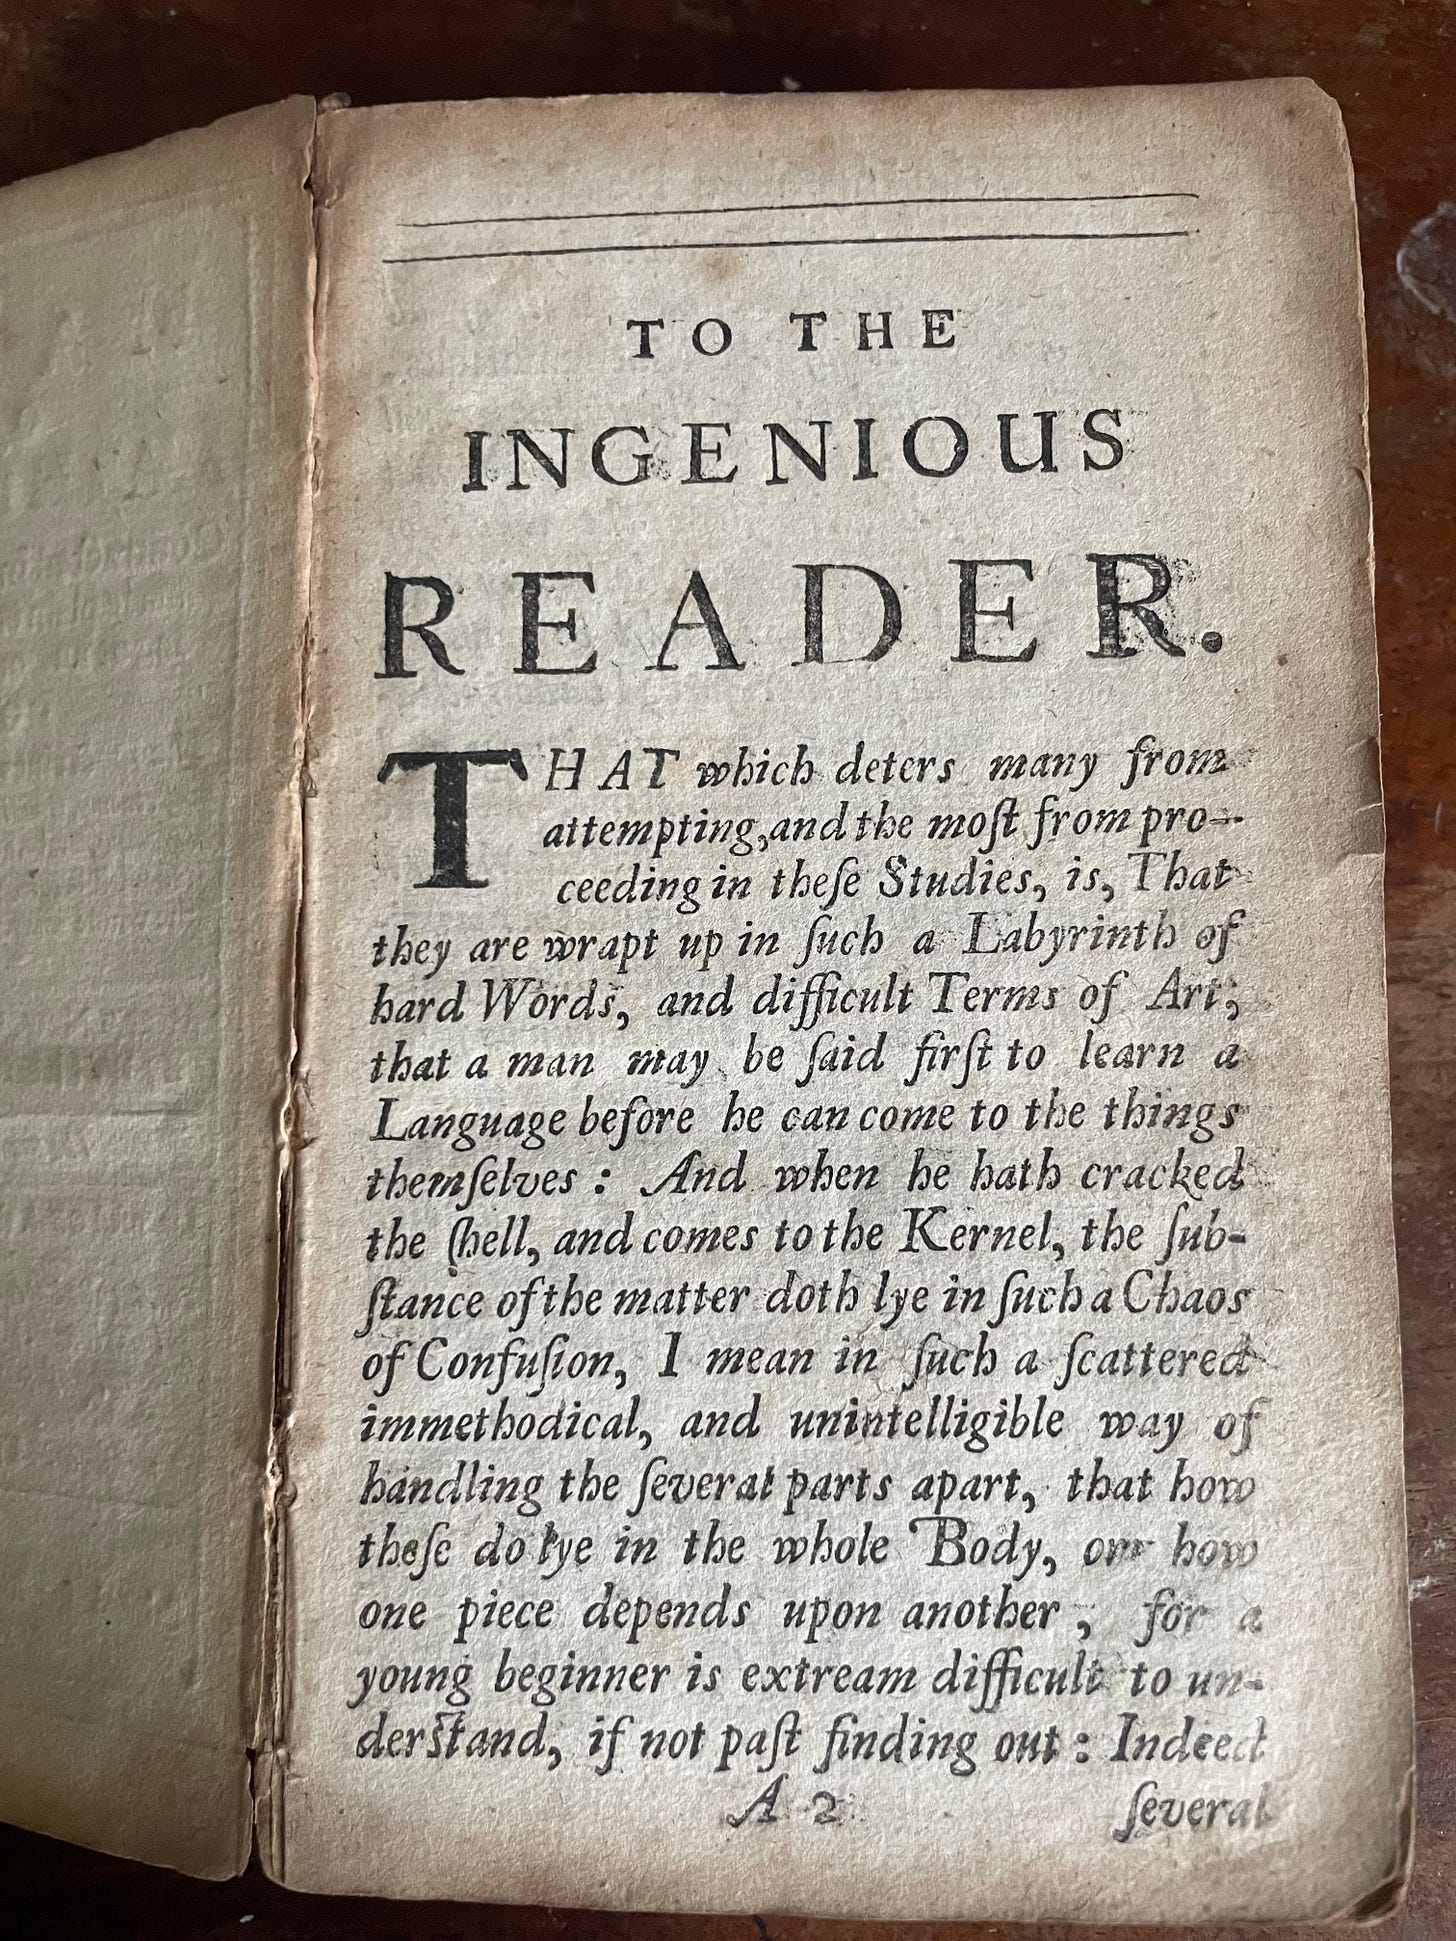 TO THE
INGENIOUS
READER.
THAT which deters many from
attempting, and the moſt from pro-
ceeding in theſe Studies, is, That
they are wrapt up in ſuch a Labyrinth of
hard Words, and difficult Terms of Art;
that a man may be ſaid firſt to learn a
Language before he can come to the things
themſelves : And when he hath cracked
the ſhell, and comes to the Kernel, the ſub-
ſtance of the matter doth lye in ſuch a Chaos
of Confuſion, I mean in ſuch a ſcattered
immethodical, and unintelligible way of
handling the ſeveral parts apart, that how
theſe do lye in the whole Body, or how
one piece depends upon another, for a
young beginner is extream difficult to un-
derſtand, if not paſt finding out : Indeed
A 2 ſeveral